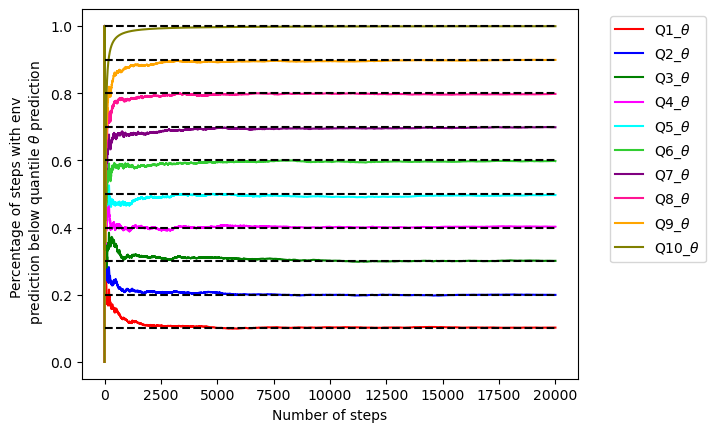 Percentage of steps with env
prediction below quantile θ prediction
1.0
0.8
0.6
0.4
0.2
0.0
0
2500
5000
7500
10000
12500
15000
17500
20000
Number of steps
Q1_θ
Q2_θ
Q3_θ
Q4_θ
Q5_θ
Q6_θ
Q7_θ
Q8_θ
Q9_θ
Q10_θ